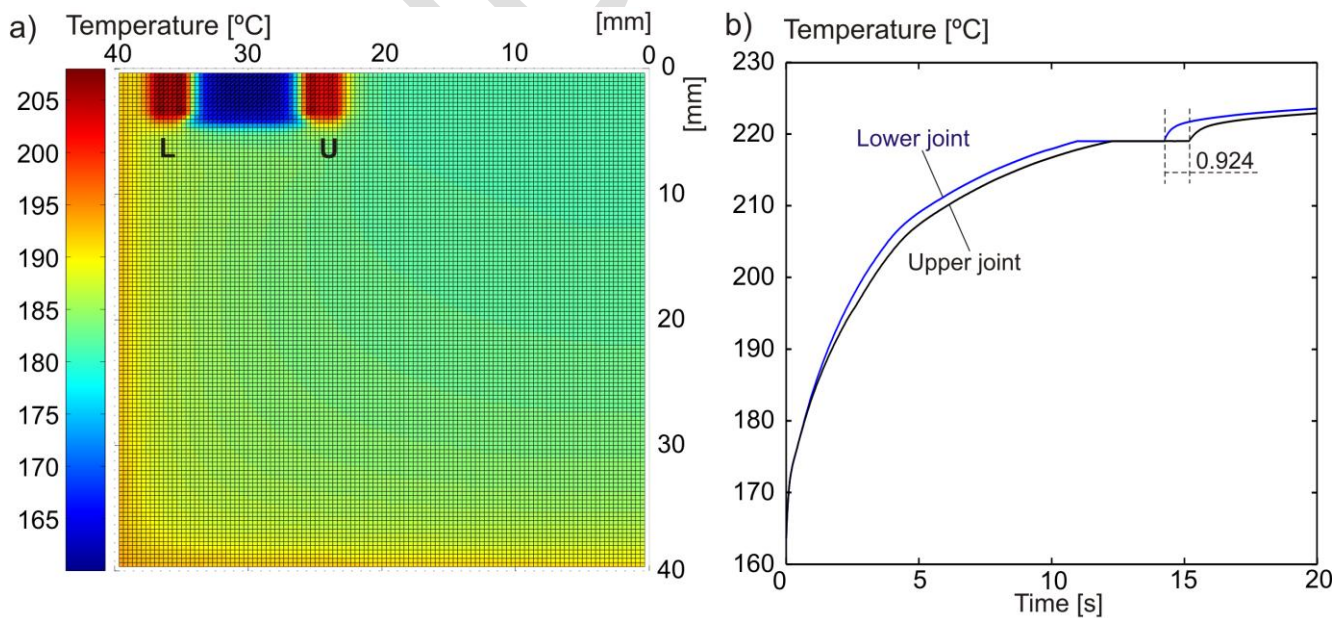 a) Temperature [ºC] [mm]
40 30 20 10 0
0
[mm]
10
20
30
40
205
200
195
190
185
180
175
170
165
L U
b) Temperature [ºC]
230
220
210
200
190
180
170
160
Lower joint
Upper joint
0.924
0 5 10 15 20
Time [s]